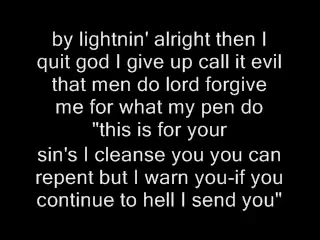 by lightnin' alright then I
quit god I give up call it evil
that men do lord forgive
me for what my pen do
"this is for your
sin's I cleanse you you can
repent but I warn you-if you
continue to hell I send you"